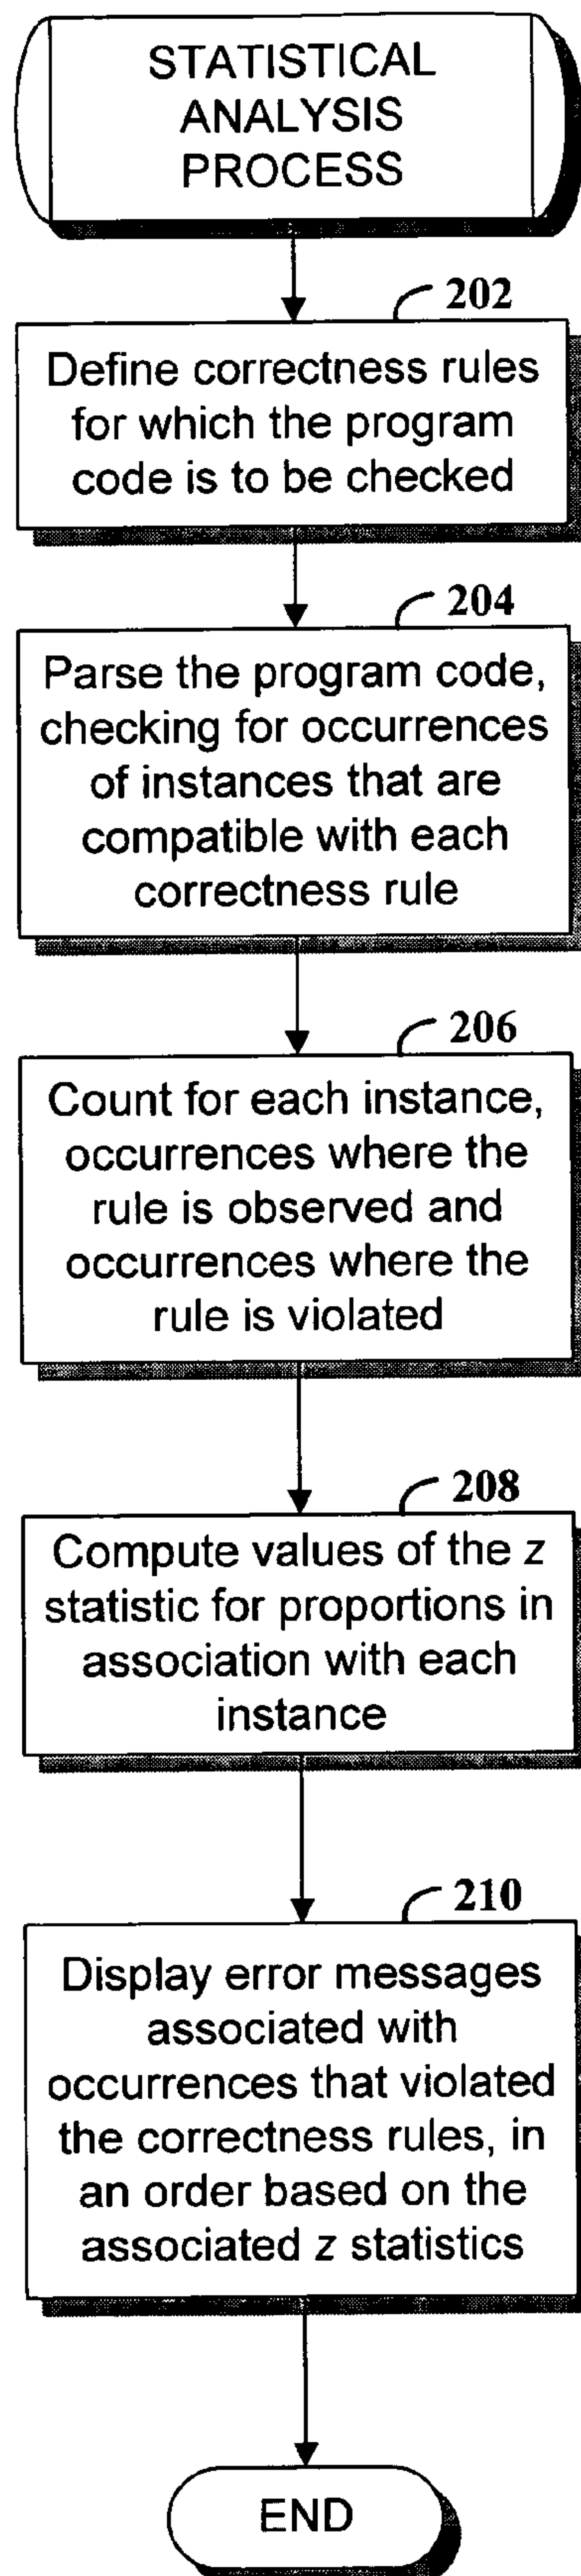 STATISTICAL
ANALYSIS
PROCESS
202
Define correctness rules
for which the program
code is to be checked
204
Parse the program code,
checking for occurrences
of instances that are
compatible with each
correctness rule
206
Count for each instance,
occurrences where the
rule is observed and
occurrences where the
rule is violated
208
Compute values of the z
statistic for proportions in
association with each
instance
210
Display error messages
associated with
occurrences that violated
the correctness rules, in
an order based on the
associated z statistics
END